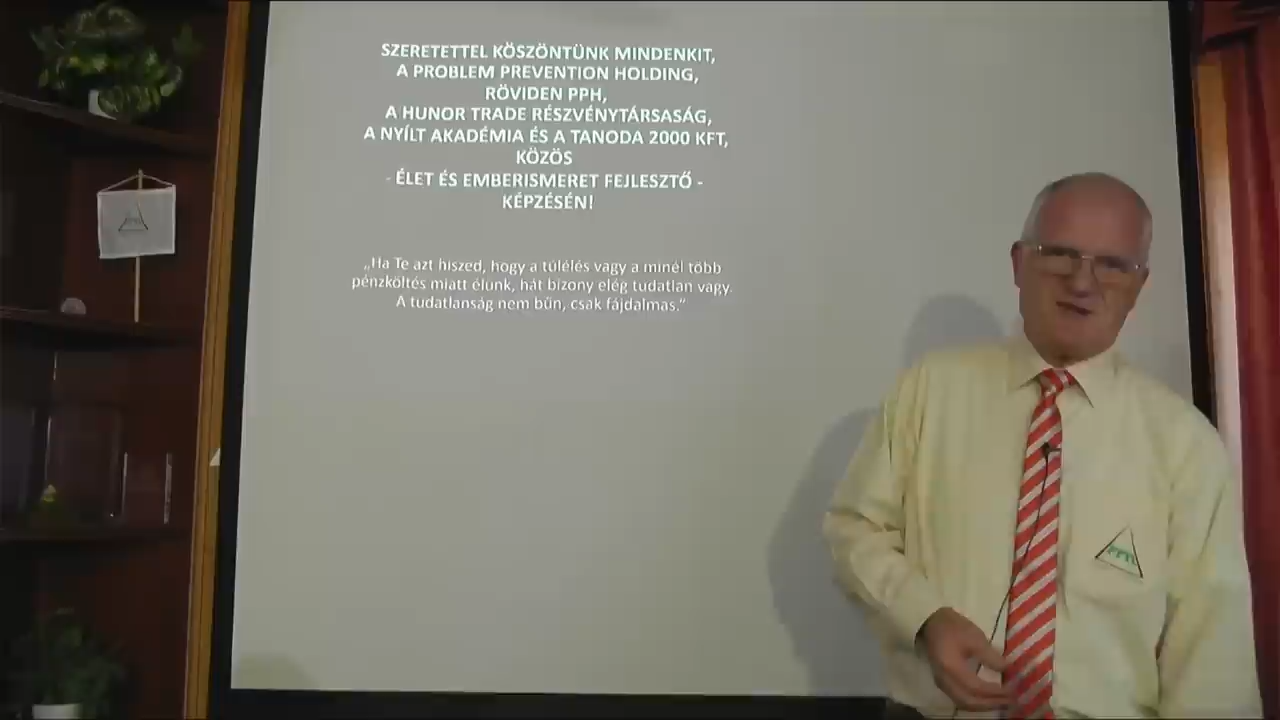 SZERETETTEL KÖSZÖNTÜNK MINDENKIT,
A PROBLEM PREVENTION HOLDING,
RÖVIDEN PPH,
A HUNOR TRADE RÉSZVÉNYTÁRSASÁG,
A NYÍLT AKADÉMIA ÉS A TANODA 2000 KFT,
KÖZÖS
- ÉLET ÉS EMBERISMERET FEJLESZTŐ -
KÉPZÉSÉN!
„Ha Te azt hiszed, hogy a túlélés vagy a minél több
pénzköltés miatt élünk, hát bizony elég tudatlan vagy.
A tudatlanság nem bűn, csak fájdalmas.”